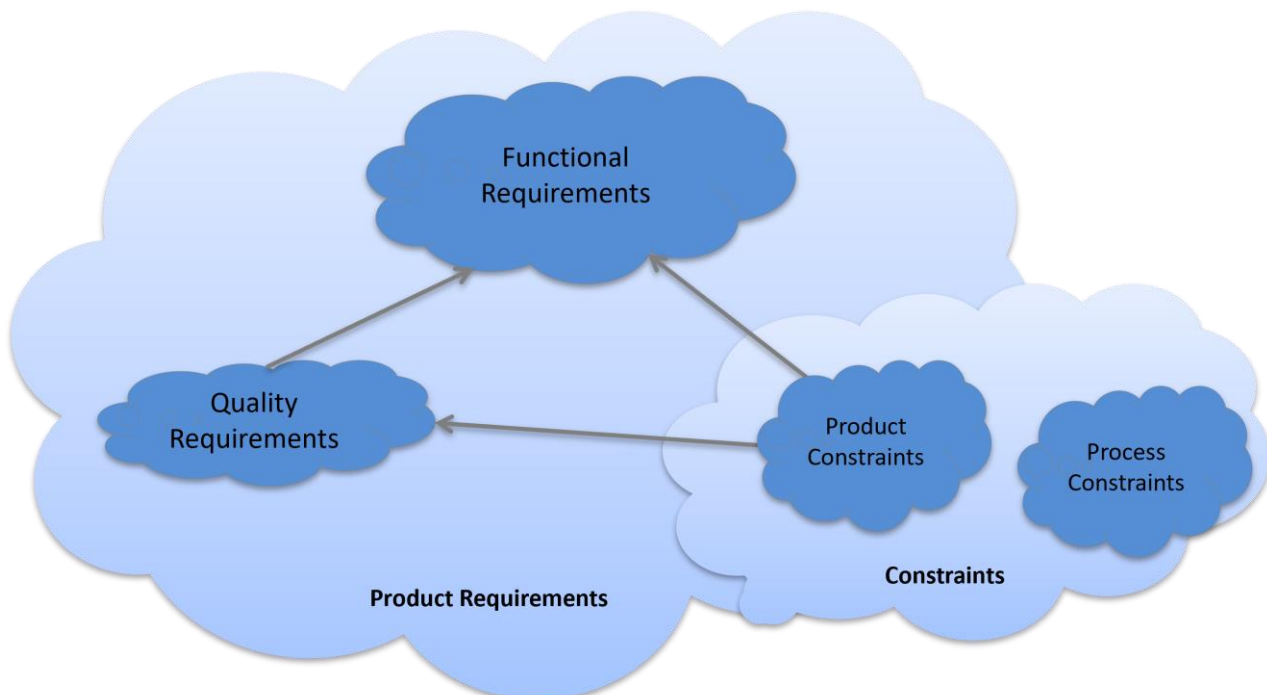 Functional
Requirements
Quality
Requirements
Product
Constraints
Process
Constraints
Constraints
Product Requirements